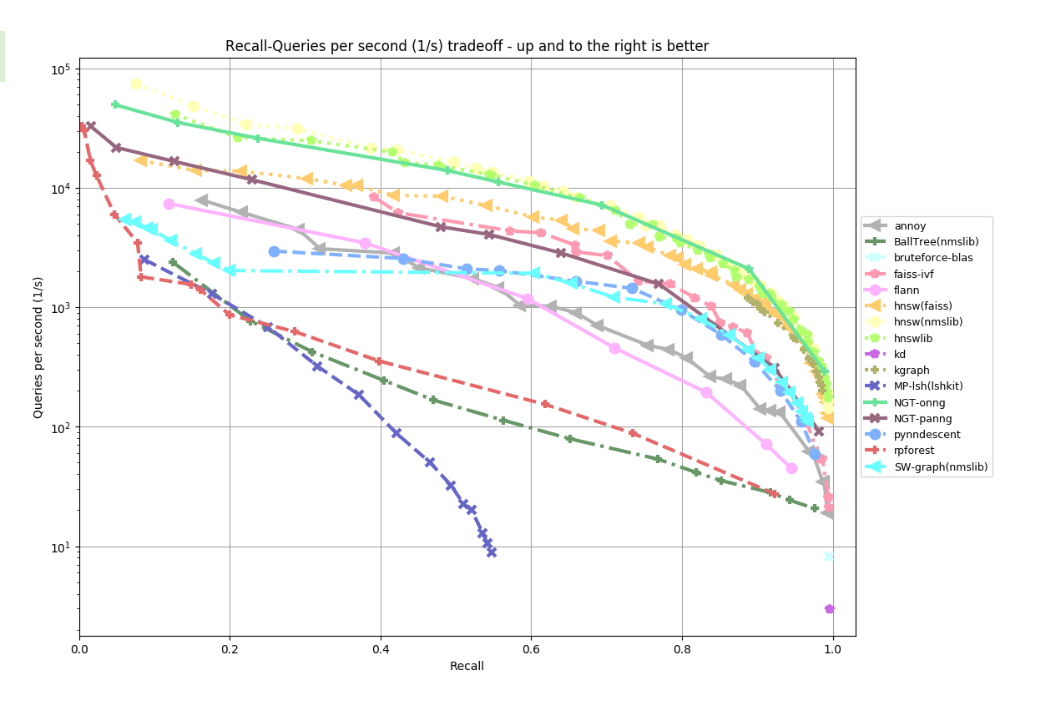 Recall-Queries per second (1/s) tradeoff - up and to the right is better
10^5
10^4
10^3
10^2
10^1
Queries per second (1/s)
0.0 0.2 0.4 0.6 0.8 1.0
Recall
annoy
BallTree(nmslib)
bruteforce-blas
faiss-ivf
flann
hnsw(faiss)
hnsw(nmslib)
hnswlib
kd
kgraph
MP-lsh(lshkit)
NGT-onng
NGT-panng
pynndescent
rpforest
SW-graph(nmslib)